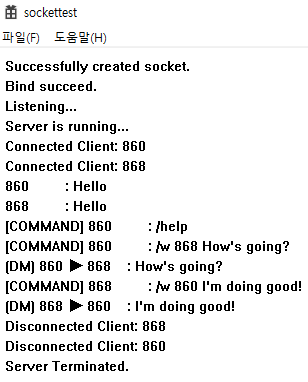 sockettest
파일(F) 도움말(H)
Successfully created socket.
Bind succeed.
Listening...
Server is running...
Connected Client: 860
Connected Client: 868
860 : Hello
868 : Hello
[COMMAND] 860 : /help
[COMMAND] 860 : /w 868 How's going?
(DM) 860 ▶ 868 : How's going?
[COMMAND] 868 : /w 860 I'm doing good!
(DM) 868 ▶ 860 : I'm doing good!
Disconnected Client: 868
Disconnected Client: 860
Server Terminated.